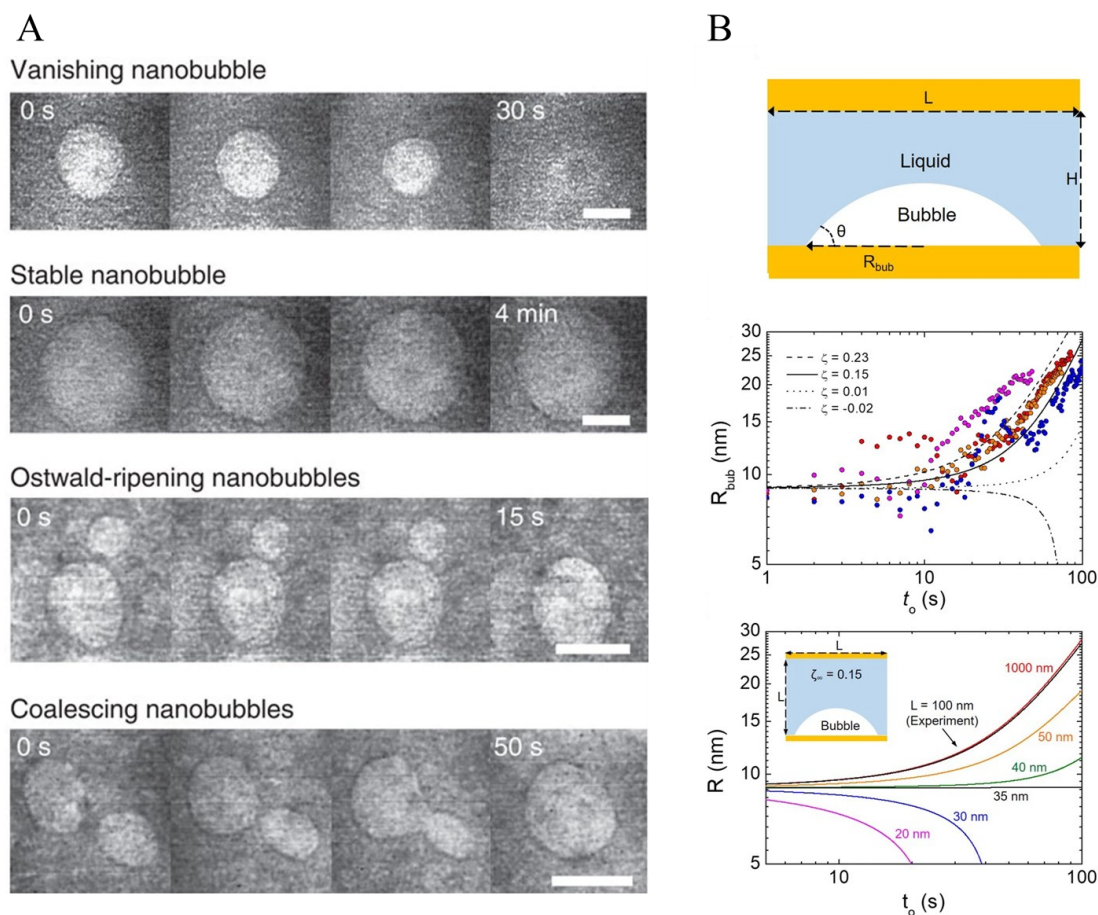 A
Vanishing nanobubble
0 s
30 s
Stable nanobubble
0 s
4 min
Ostwald-ripening nanobubbles
0 s
15 s
Coalescing nanobubbles
0 s
50 s
B
L
Liquid
H
Bubble
θ
R_bub
30
25
20
15
10
5
R_bub (nm)
ζ = 0.23
ζ = 0.15
ζ = 0.01
ζ = -0.02
1 10 100
t_o (s)
30
25
20
15
10
5
R (nm)
L
L
ζ∞ = 0.15
Bubble
L = 100 nm
(Experiment)
1000 nm
50 nm
40 nm
35 nm
30 nm
20 nm
10 100
t_o (s)